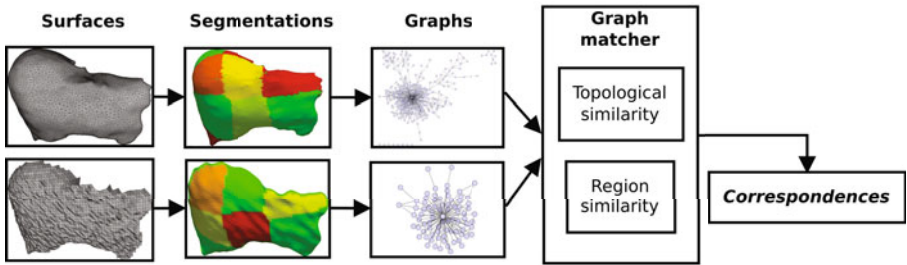 Surfaces
Segmentations
Graphs
Graph
matcher
Topological
similarity
Region
similarity
Correspondences